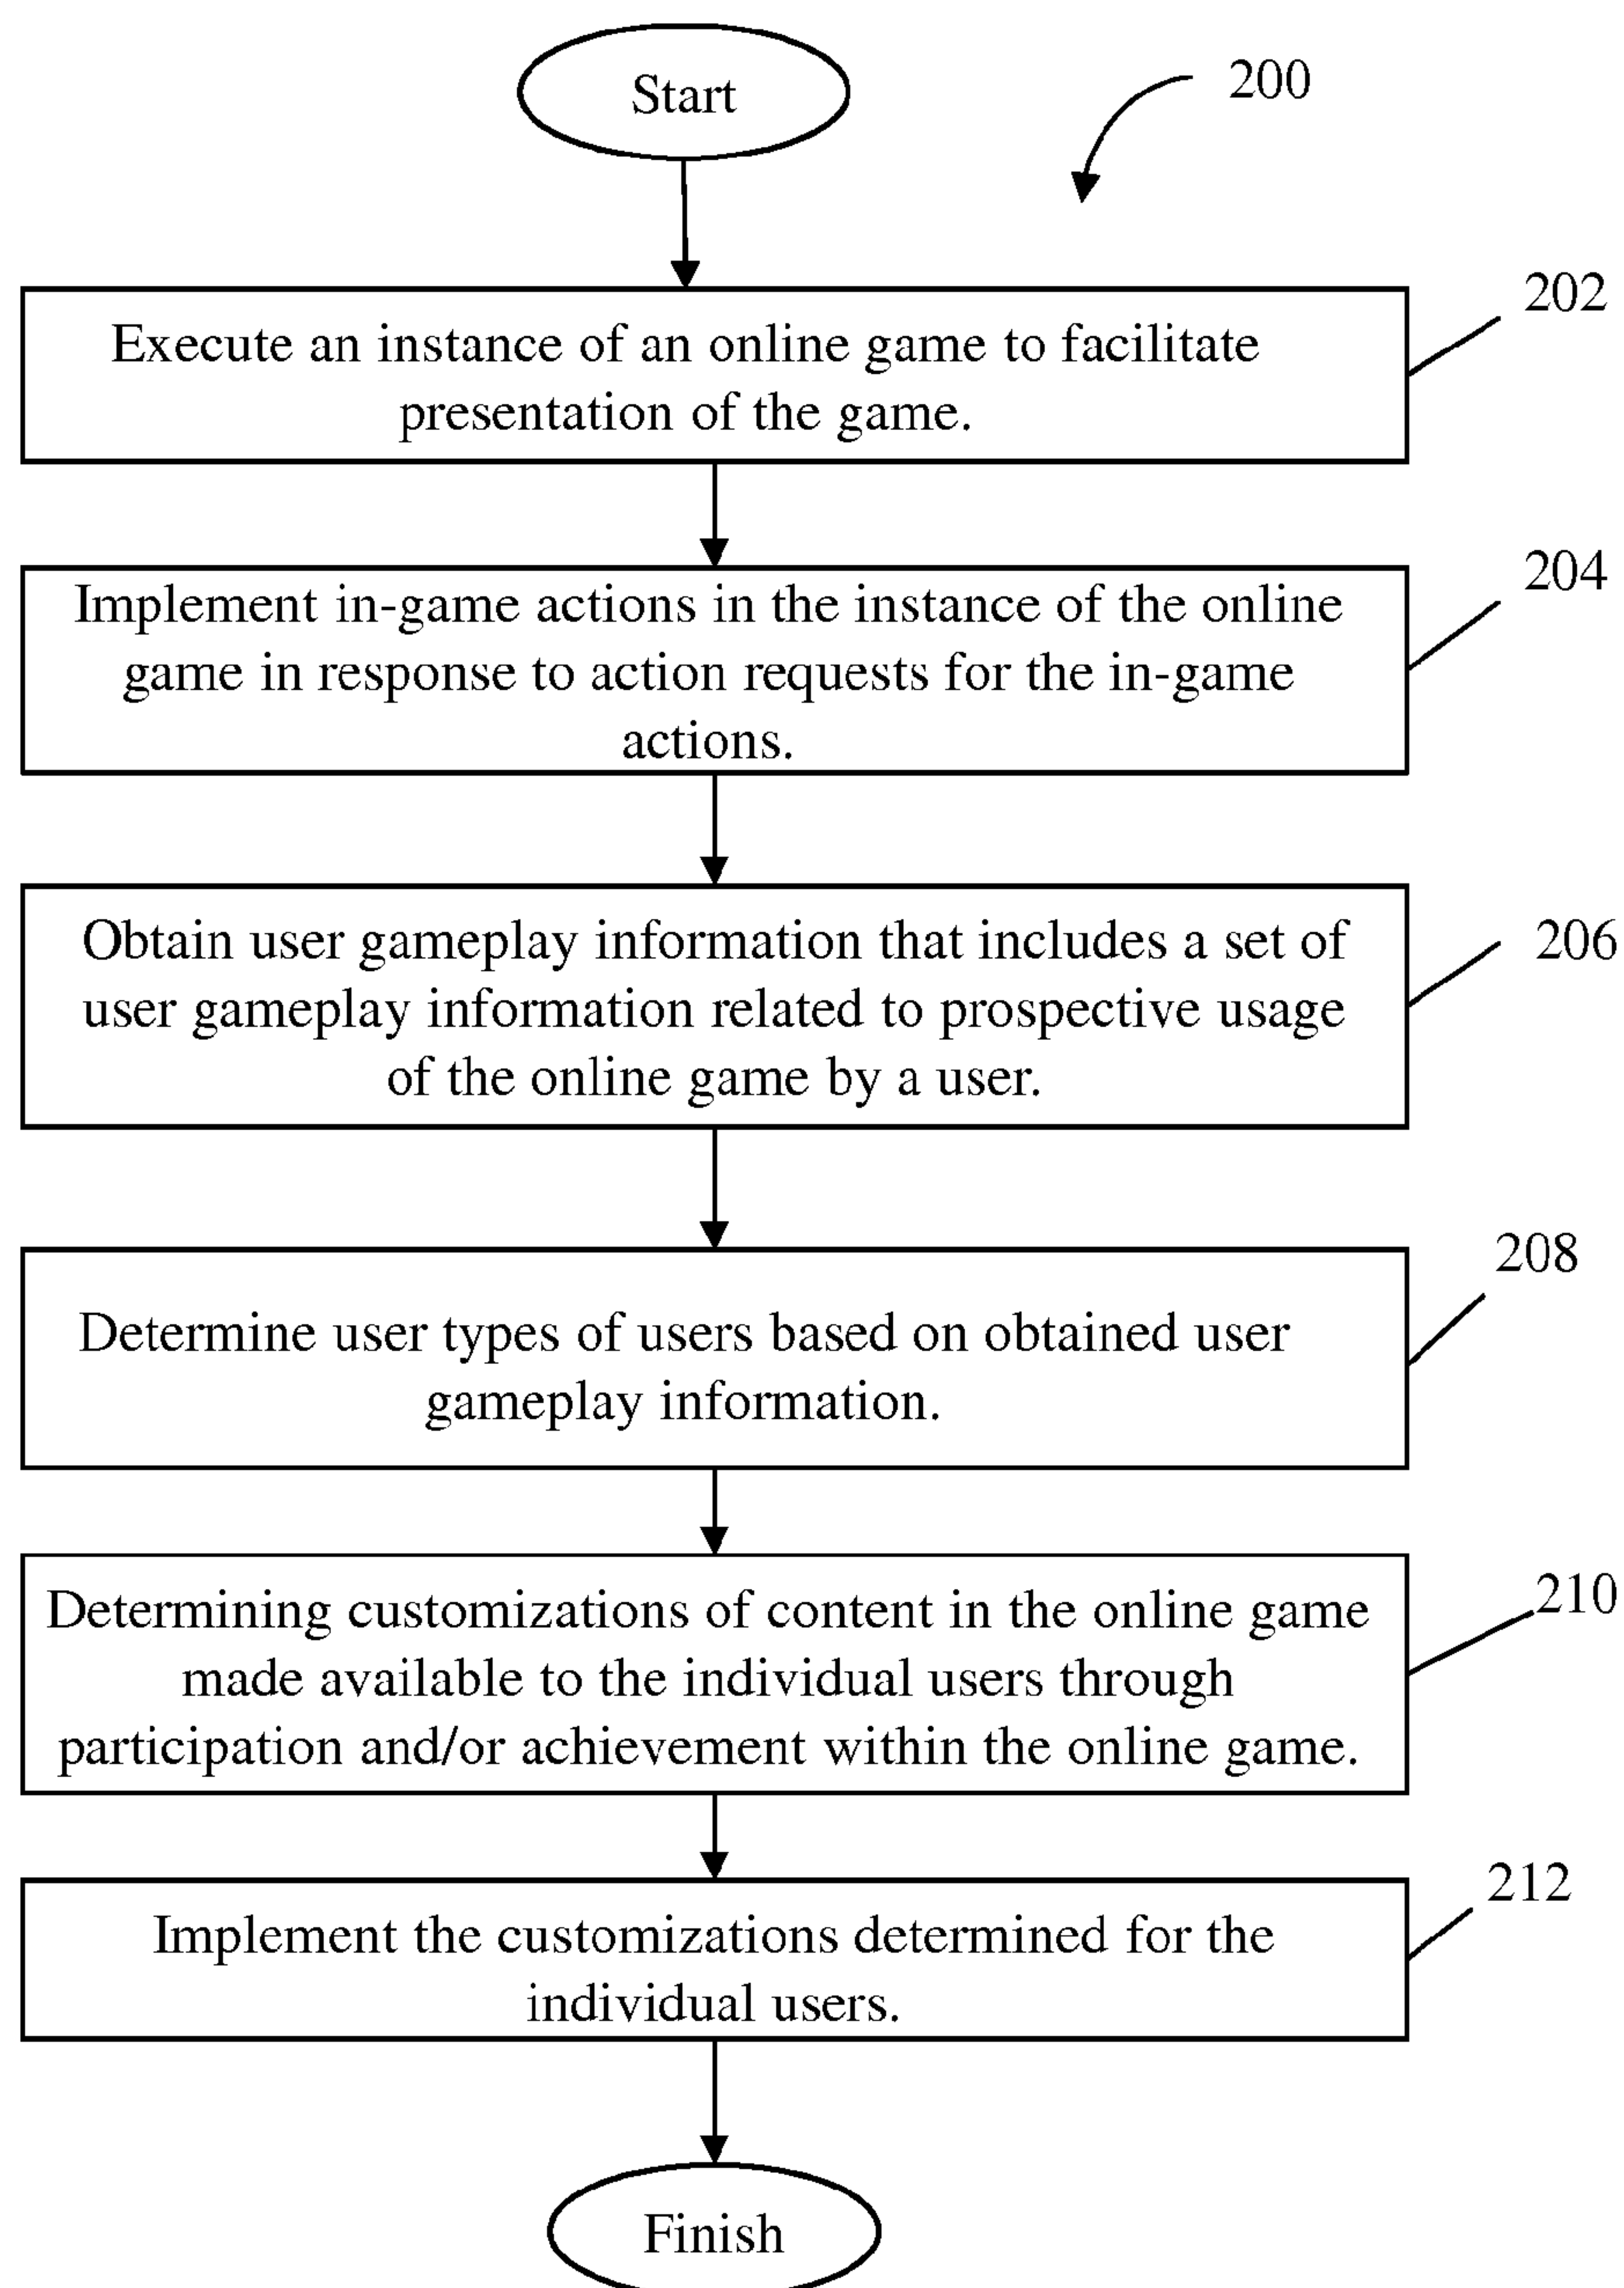 Start
200
202
Execute an instance of an online game to facilitate
presentation of the game.
204
Implement in-game actions in the instance of the online
game in response to action requests for the in-game
actions.
206
Obtain user gameplay information that includes a set of
user gameplay information related to prospective usage
of the online game by a user.
208
Determine user types of users based on obtained user
gameplay information.
210
Determining customizations of content in the online game
made available to the individual users through
participation and/or achievement within the online game.
212
Implement the customizations determined for the
individual users.
Finish